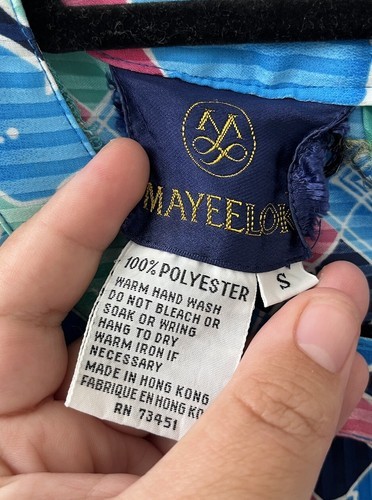 MAYEELOK
S
100% POLYESTER
WARM HAND WASH
DO NOT BLEACH OR
SOAK OR WRING
HANG TO DRY
WARM IRON IF
NECESSARY
MADE IN HONG KONG
FABRIQUE EN HONG KO
RN 73451